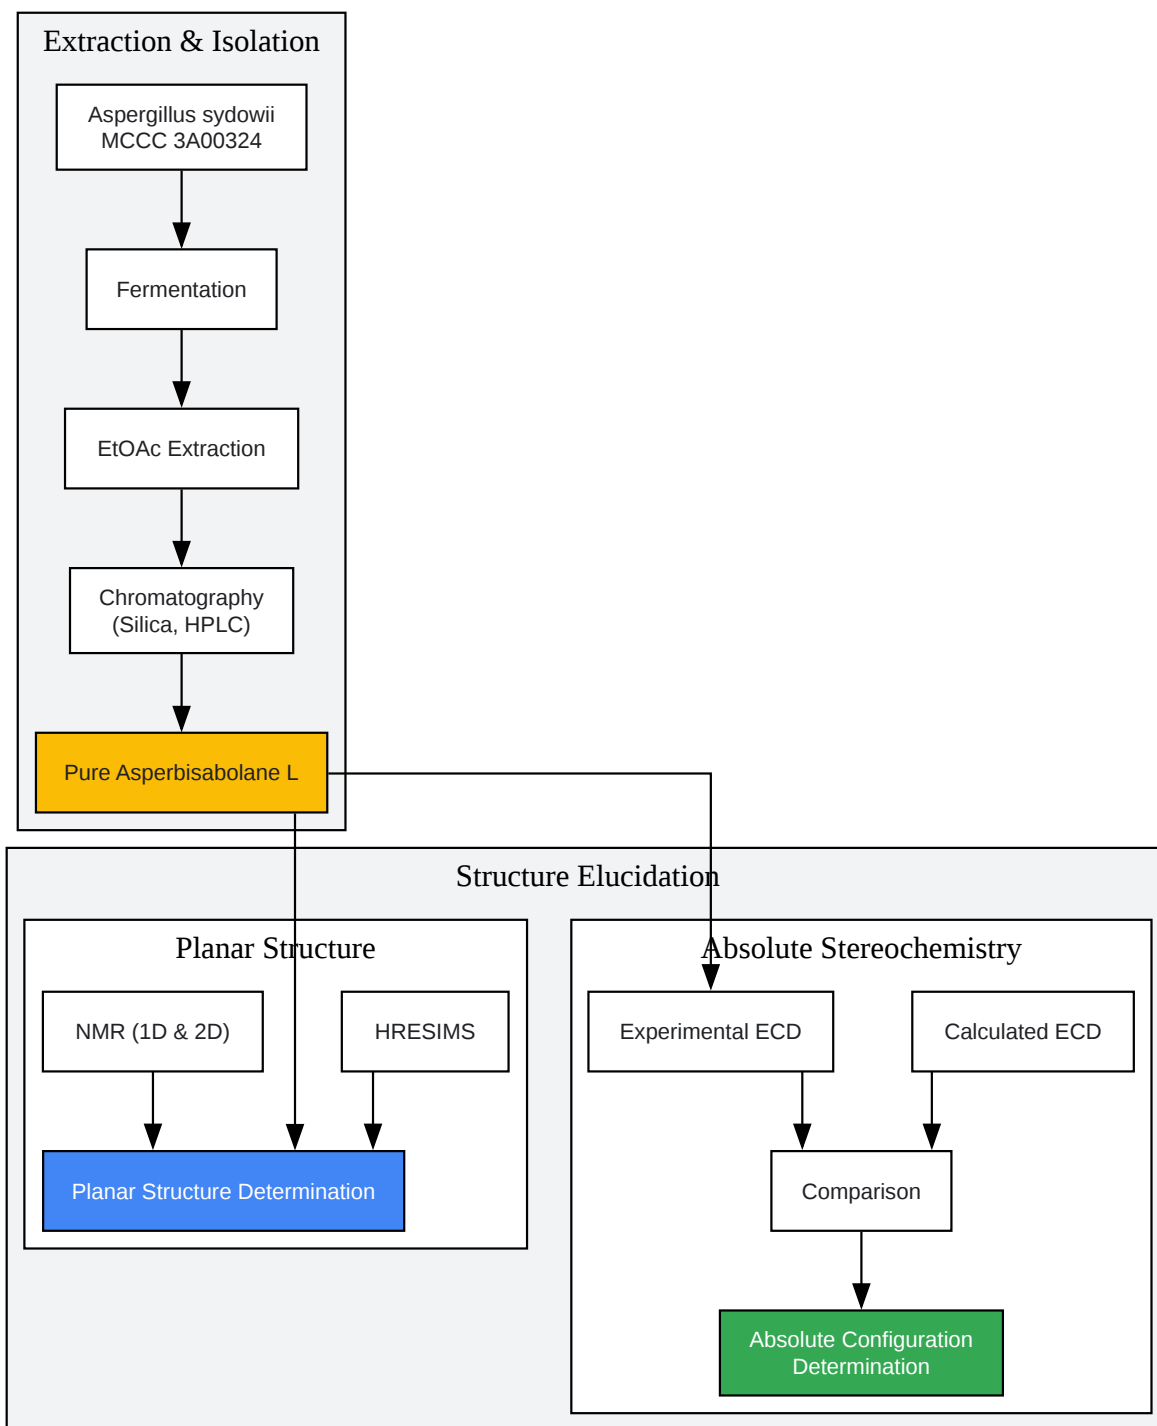 Extraction & Isolation
Aspergillus sydowii
MCCC 3A00324
Fermentation
EtOAc Extraction
Chromatography
(Silica, HPLC)
Pure Asperbisabolane L
Structure Elucidation
Planar Structure
NMR (1D & 2D)
HRESIMS
Planar Structure Determination
Absolute Stereochemistry
Experimental ECD
Calculated ECD
Comparison
Absolute Configuration
Determination